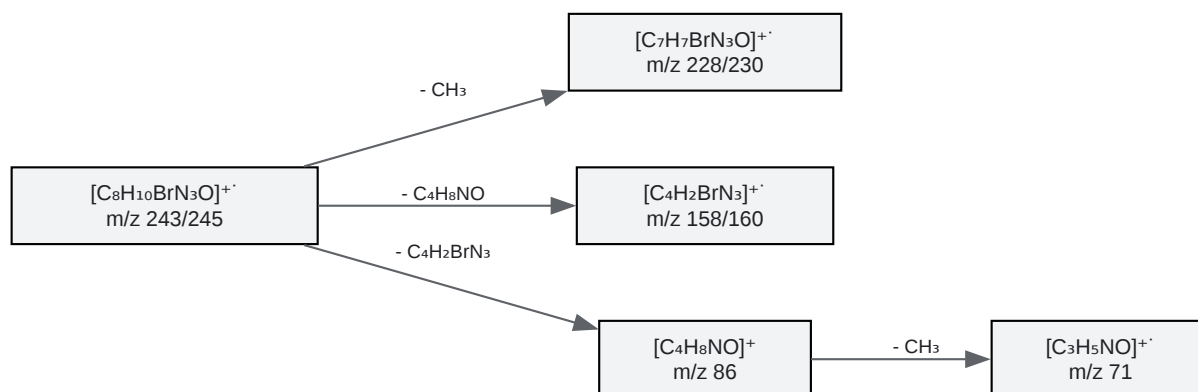 [C₇H₇BrN₃O]⁺˙
m/z 228/230
- CH₃
[C₈H₁₀BrN₃O]⁺˙
m/z 243/245
- C₄H₈NO
[C₄H₂BrN₃]⁺˙
m/z 158/160
- C₄H₂BrN₃
[C₄H₈NO]⁺
m/z 86
- CH₃
[C₃H₅NO]⁺˙
m/z 71